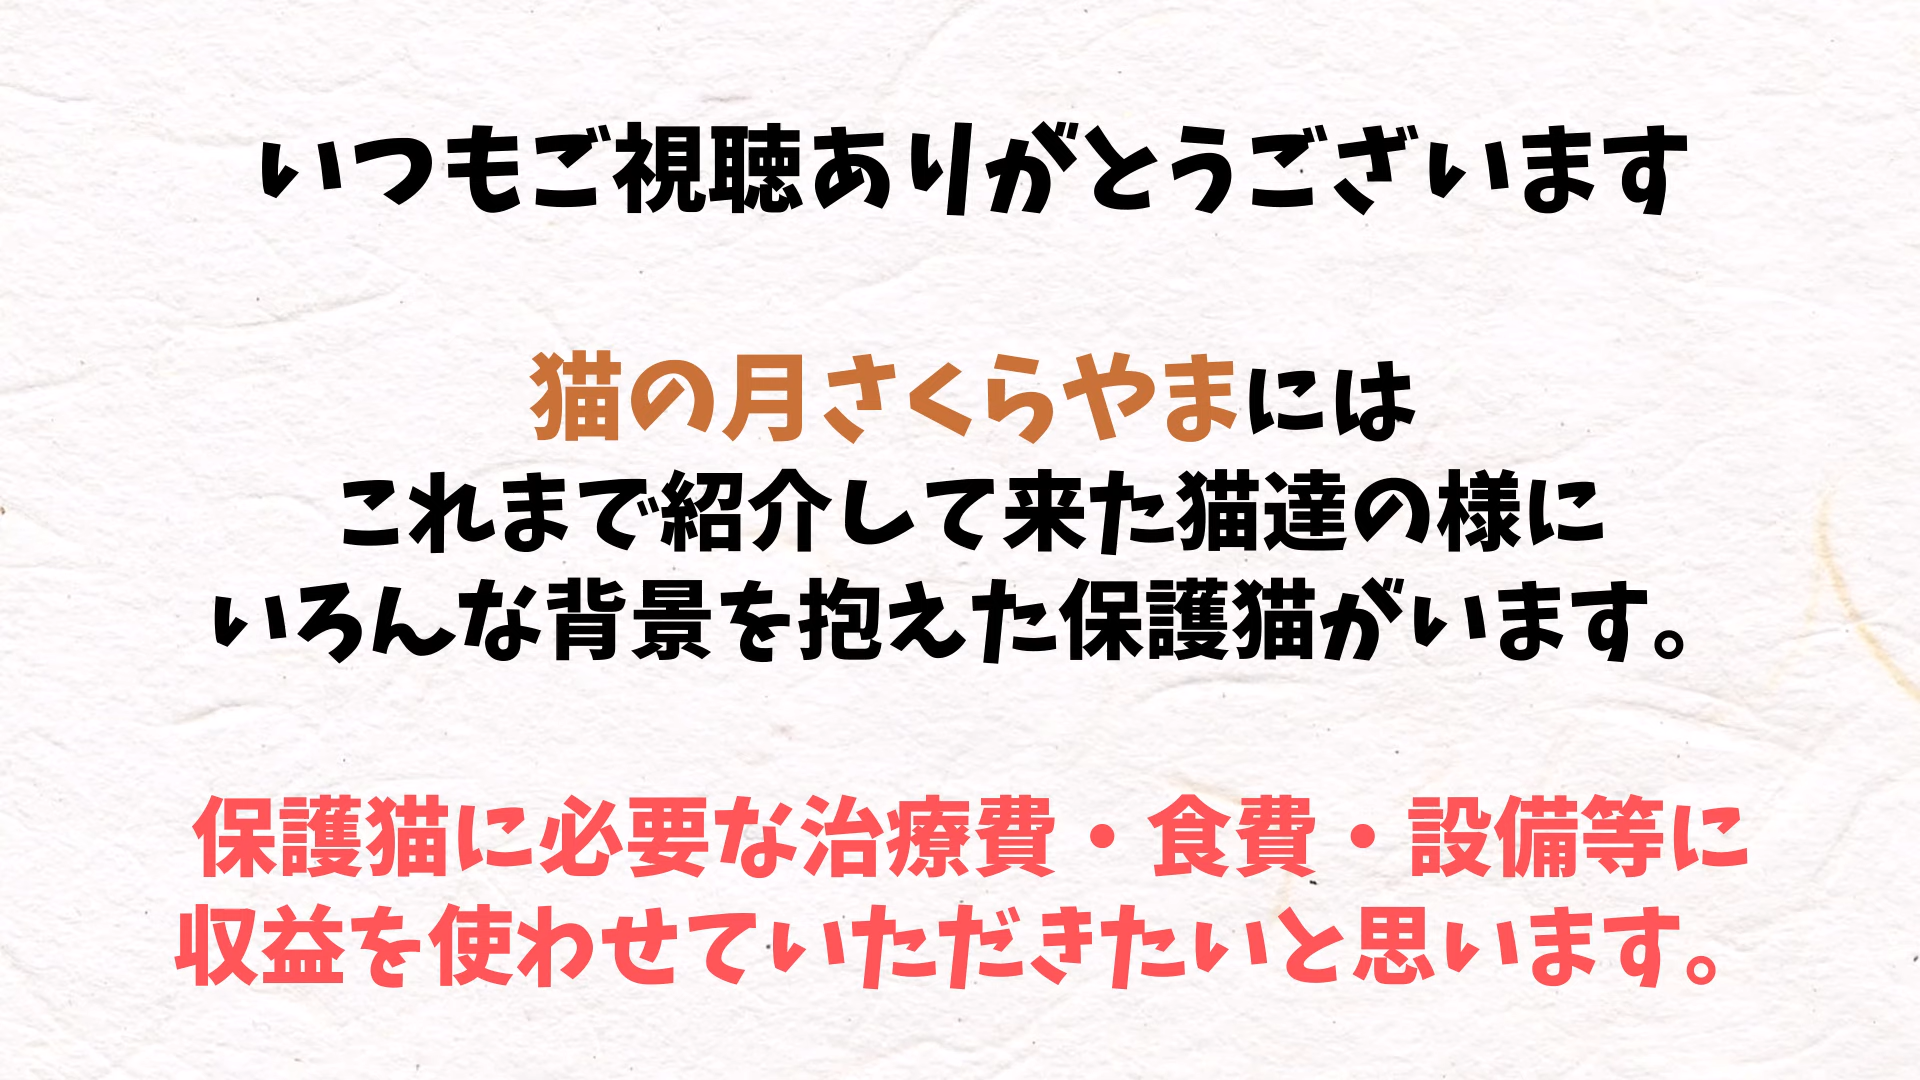 いつもご視聴ありがとうございます
猫の月さくらやまには
これまで紹介して来た猫達の様に
いろんな背景を抱えた保護猫がいます。
保護猫に必要な治療費・食費・設備等に
収益を使わせていただきたいと思います。